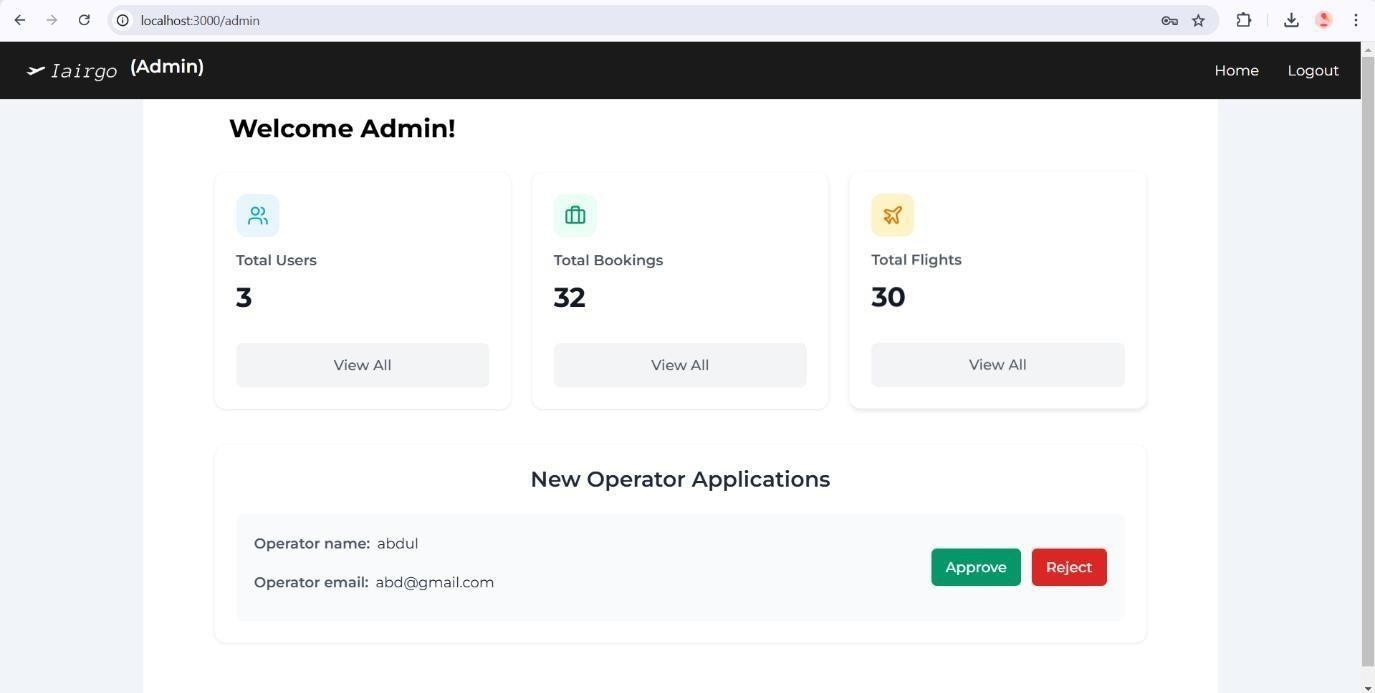 localhost:3000/admin
Iairgo (Admin) Home Logout
Welcome Admin!
Total Users Total Bookings Total Flights
3 32 30
View All View All View All
New Operator Applications
Operator name: abdul
Approve Reject
Operator email: abd@gmail.com